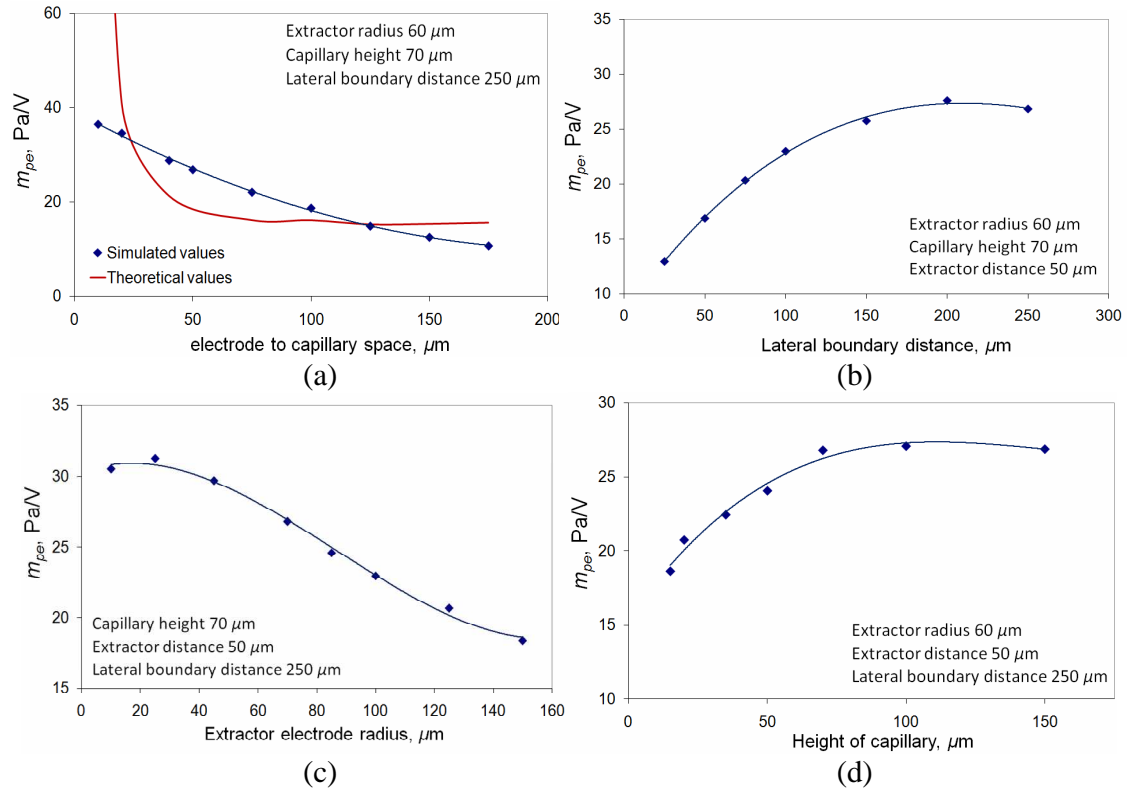 60
40
20
0
m_pe, Pa/V
Extractor radius 60 µm
Capillary height 70 µm
Lateral boundary distance 250 µm
Simulated values
Theoretical values
0 50 100 150 200
electrode to capillary space, µm
(a)
35
30
25
20
15
10
m_pe, Pa/V
Extractor radius 60 µm
Capillary height 70 µm
Extractor distance 50 µm
0 50 100 150 200 250 300
Lateral boundary distance, µm
(b)
35
30
25
20
15
m_pe, Pa/V
Capillary height 70 µm
Extractor distance 50 µm
Lateral boundary distance 250 µm
0 20 40 60 80 100 120 140 160
Extractor electrode radius, µm
(c)
30
25
20
15
10
m_pe, Pa/V
Extractor radius 60 µm
Extractor distance 50 µm
Lateral boundary distance 250 µm
0 50 100 150
Height of capillary, µm
(d)